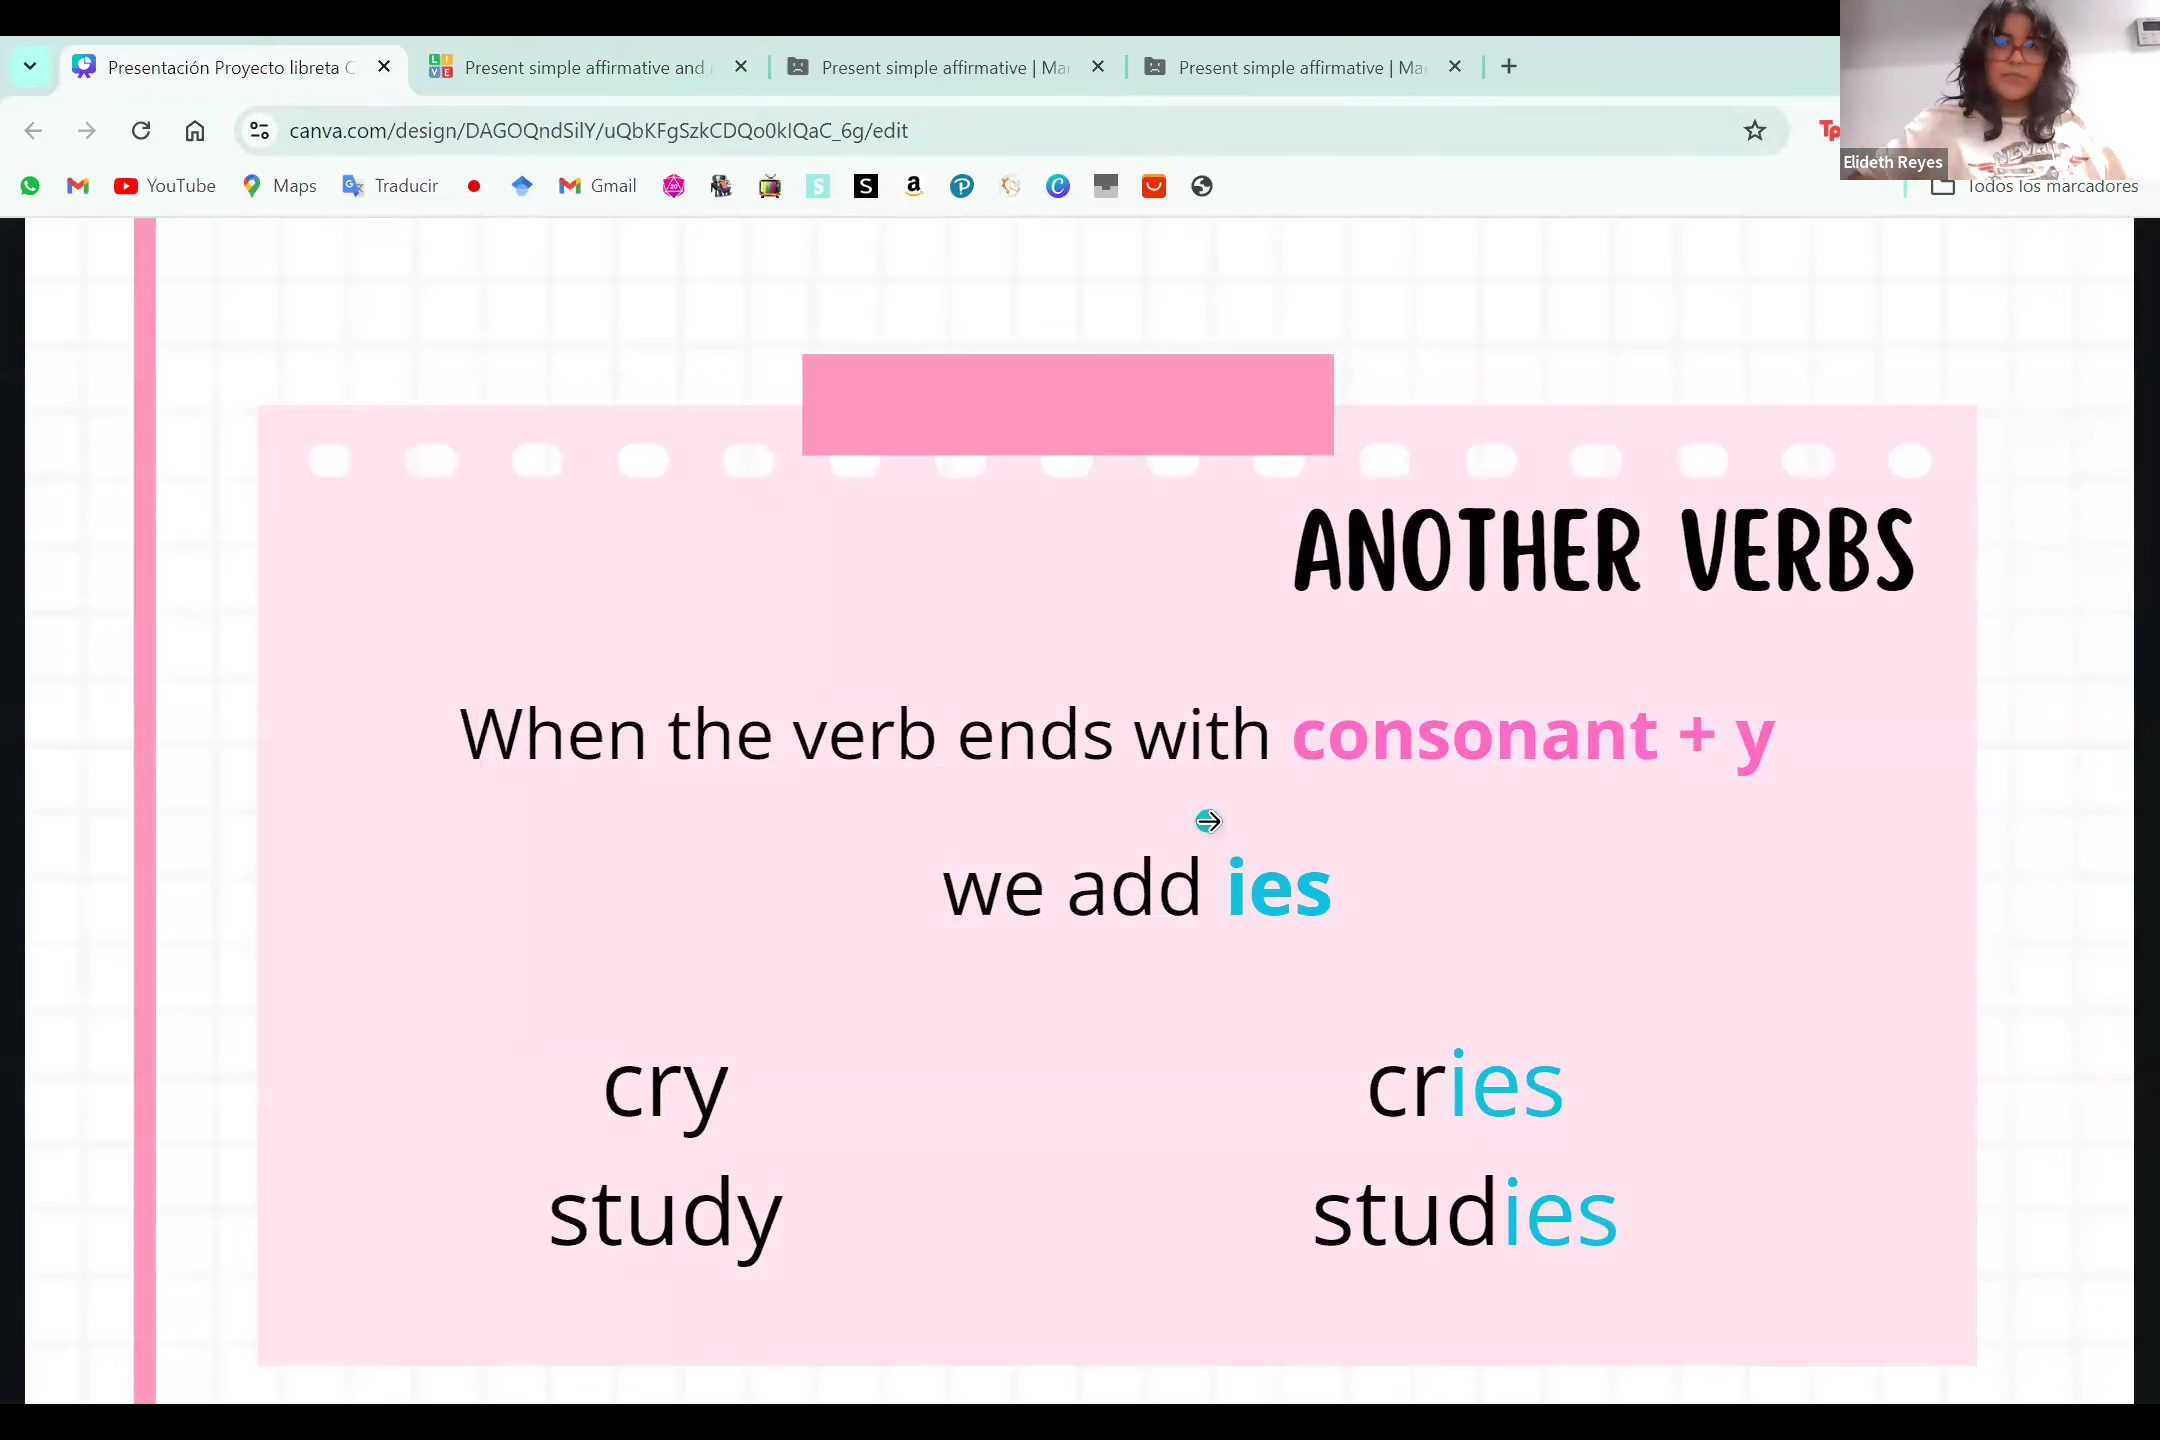 Presentación Proyecto libreta C
Present simple affirmative and
Present simple affirmative | Ma
Present simple affirmative | Ma
canva.com/design/DAGOQndSilY/uQbKFgSzkCDQo0kIQaC_6g/edit
Elideth Reyes
YouTube
Maps
Traducir
Gmail
Todos los marcadores
ANOTHER VERBS
When the verb ends with consonant + y
we add ies
cry
cries
study
studies